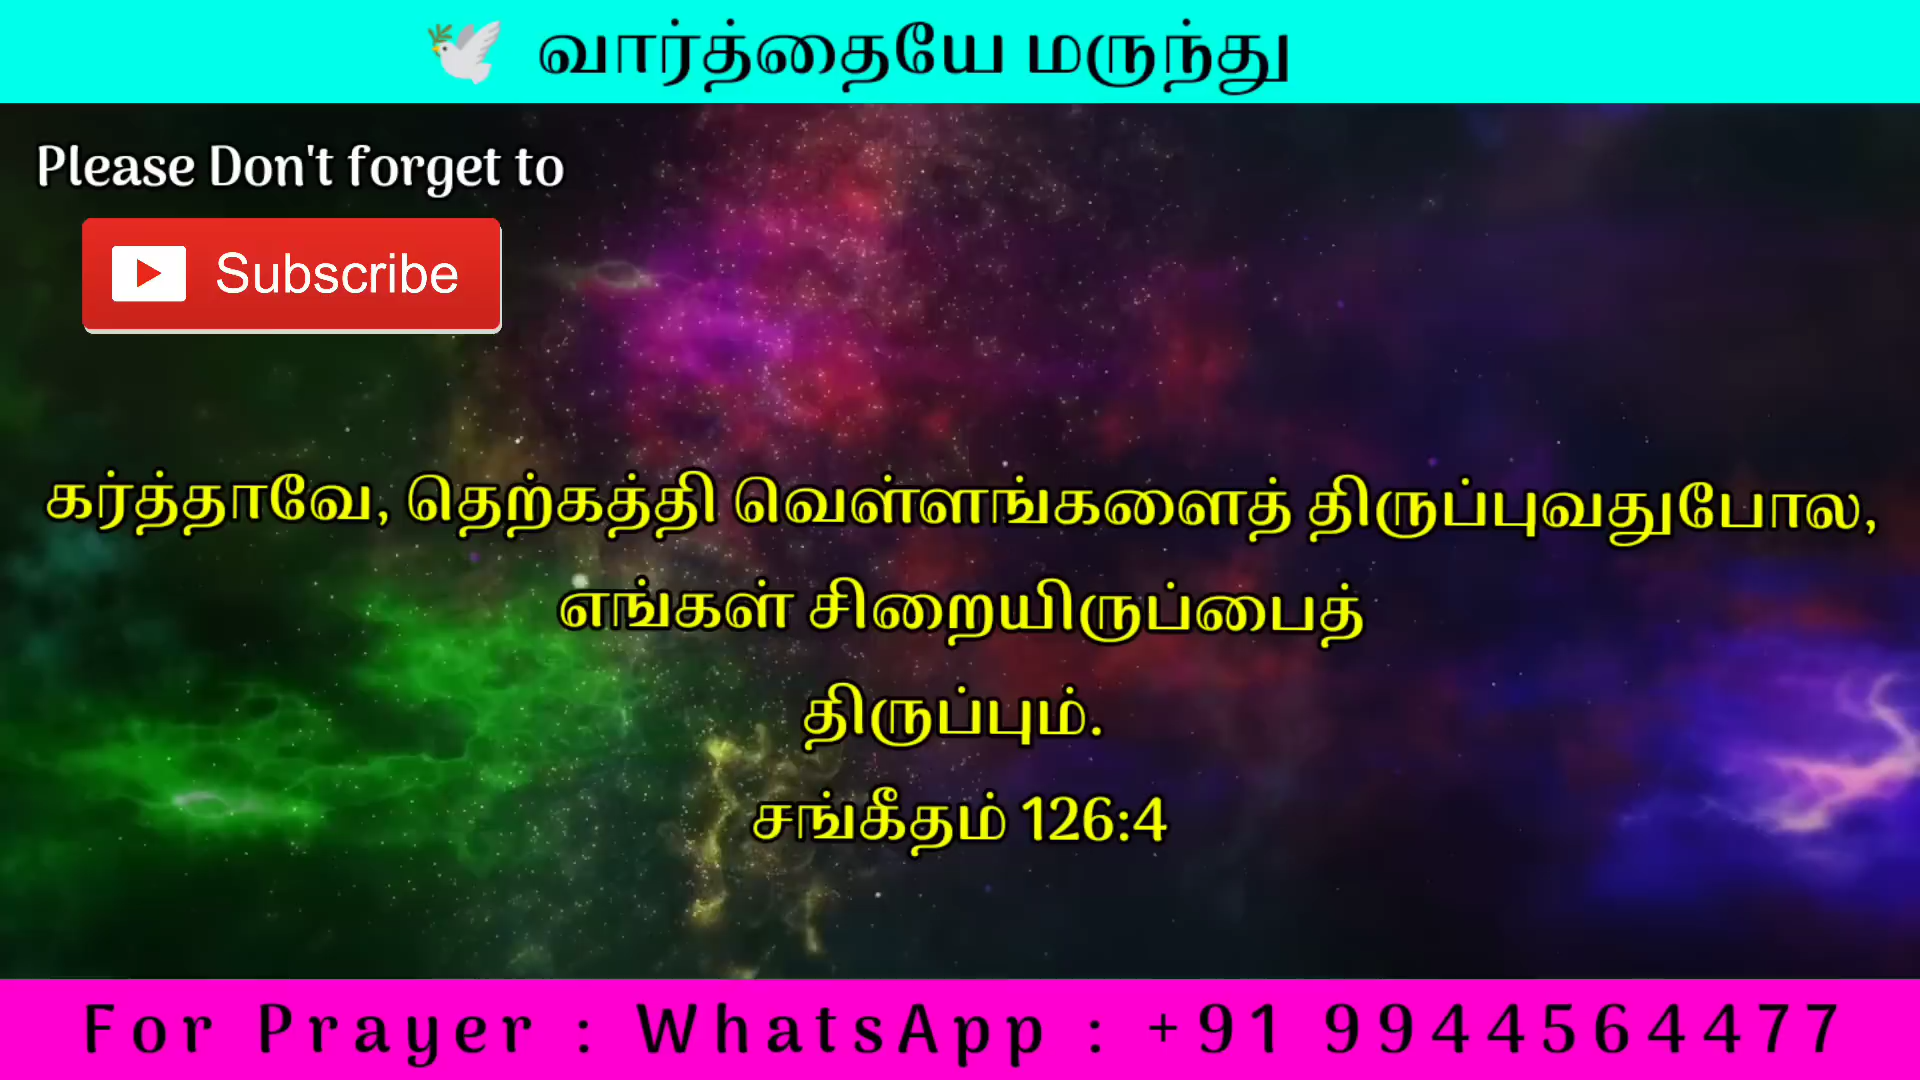 🕊️ வார்த்தையே மருந்து
Please Don't forget to
Subscribe
கர்த்தாவே, தெற்கத்தி வெள்ளங்களைத் திருப்புவதுபோல,
எங்கள் சிறையிருப்பைத்
திருப்பும்.
சங்கீதம் 126:4
For Prayer : WhatsApp : +91 9944564477